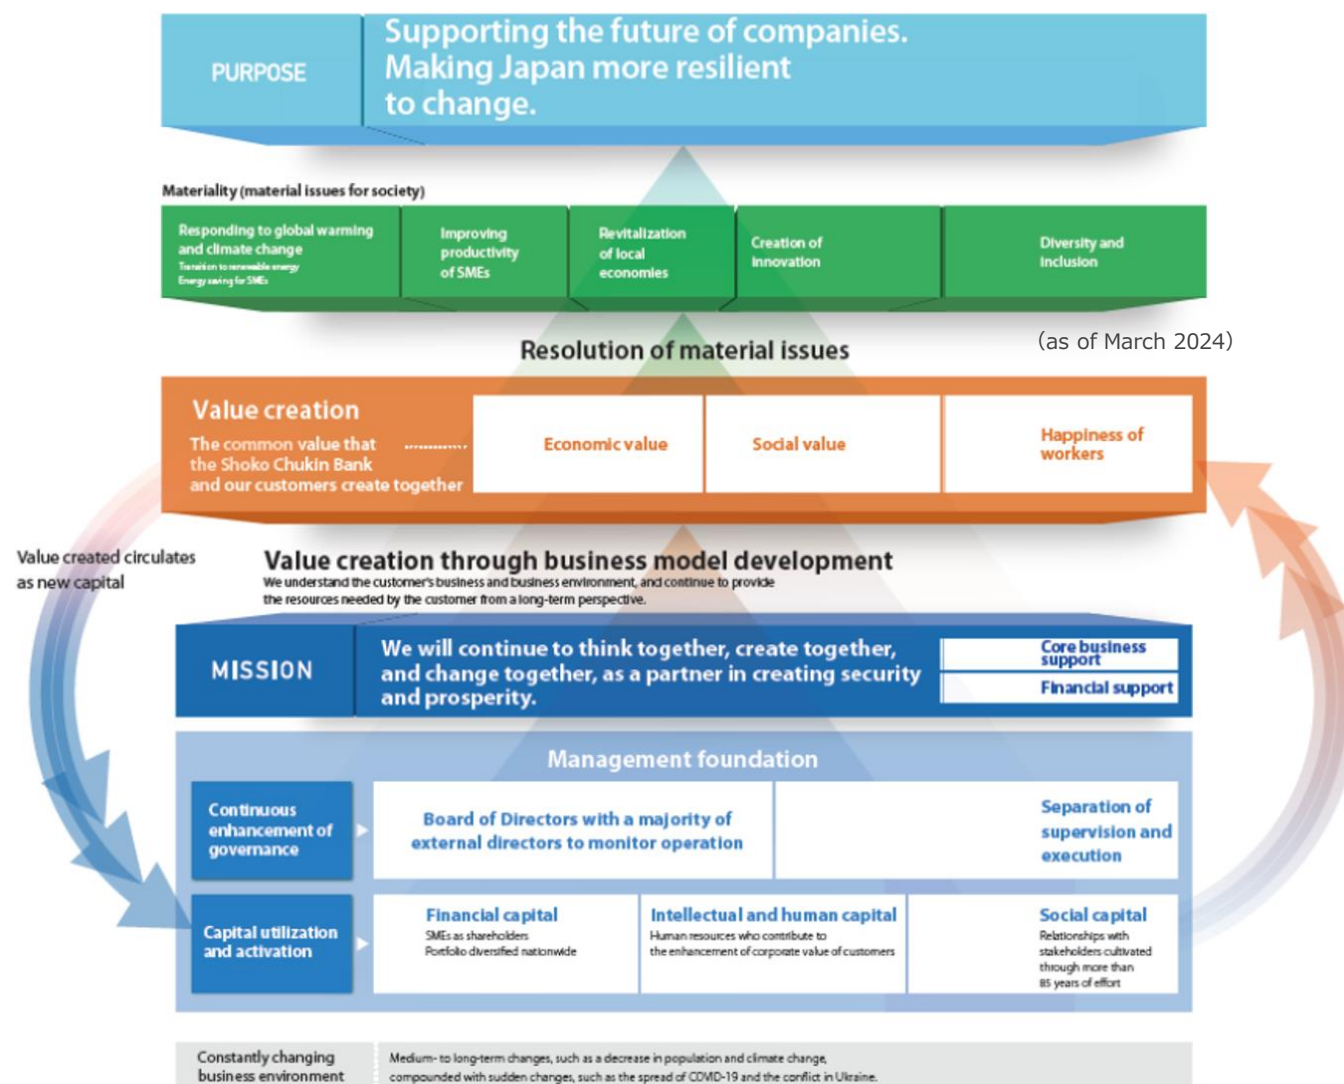 PURPOSE
Supporting the future of companies.
Making Japan more resilient
to change.
Materiality (material issues for society)
Responding to global warming
and climate change
Transition to renewable energy
Energy saving for SMEs
Improving
productivity
of SMEs
Revitalization
of local
economies
Creation of
innovation
Diversity and
inclusion
Resolution of material issues
(as of March 2024)
Value creation
The common value that
the Shoko Chukin Bank
and our customers create together
Economic value
Social value
Happiness of
workers
Value created circulates
as new capital
Value creation through business model development
We understand the customer's business and business environment, and continue to provide
the resources needed by the customer from a long-term perspective.
MISSION
We will continue to think together, create together,
and change together, as a partner in creating security
and prosperity.
Core business
support
Financial support
Management foundation
Continuous
enhancement of
governance
Board of Directors with a majority of
external directors to monitor operation
Separation of
supervision and
execution
Capital utilization
and activation
Financial capital
SMEs as shareholders
Portfolio diversified nationwide
Intellectual and human capital
Human resources who contribute to
the enhancement of corporate value of customers
Social capital
Relationships with
stakeholders cultivated
through more than
85 years of effort
Constantly changing
business environment
Medium- to long-term changes, such as a decrease in population and climate change,
compounded with sudden changes, such as the spread of COVID-19 and the conflict in Ukraine.